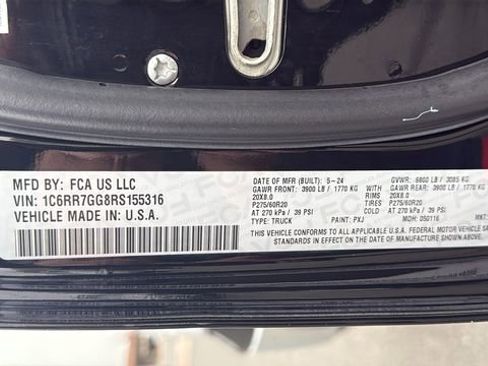 MFD BY: FCA US LLC
VIN: 1C6RR7GG8RS155316
VEHICLE MADE IN U.S.A.
DATE OF MFR (BUILT): 5-24 GVWR: 6800 LB / 3085 KG
GAWR FRONT: 3900 LB / 1770 KG GAWR REAR: 3900 LB / 1770 KG
20X8.0 RIMS 20X8.0
P275/60R20 TIRES P275/60R20
AT 270 kPa / 39 PSI AT 270 kPa / 39 PSI
TYPE: TRUCK PAINT: PXJ MDH: 050116 MKT:
THIS VEHICLE CONFORMS TO ALL APPLICABLE U.S.A. FEDERAL MOTOR VEHICLE SA
STANDARDS IN EFFECT ON THE DATE OF MANUFACTURE SHOWN ABOVE